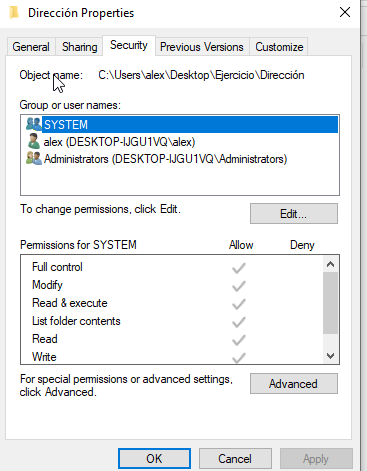 Dirección Properties
General Sharing Security Previous Versions Customize
Object name: C:\Users\alex\Desktop\Ejercicio\Dirección
Group or user names:
SYSTEM
alex (DESKTOP-IJGU1VQ\alex)
Administrators (DESKTOP-IJGU1VQ\Administrators)
To change permissions, click Edit.
Edit...
Permissions for SYSTEM Allow Deny
Full control
Modify
Read & execute
List folder contents
Read
Write
For special permissions or advanced settings,
click Advanced.
Advanced
OK Cancel Apply